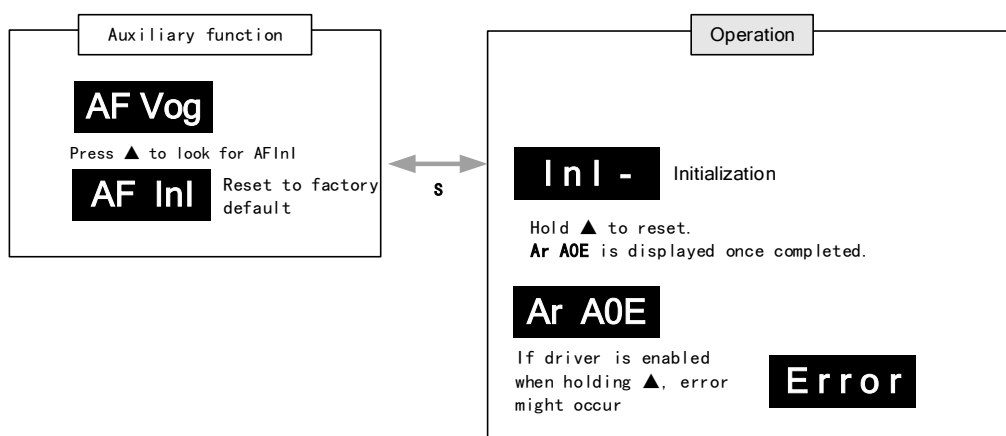 Auxiliary function
AF Vog
Press ▲ to look for AFInI
AF InI
Reset to factory
default
S
Operation
InI -
Initialization
Hold ▲ to reset.
Ar A0E is displayed once completed.
Ar A0E
If driver is enabled
when holding ▲, error
might occur
Error